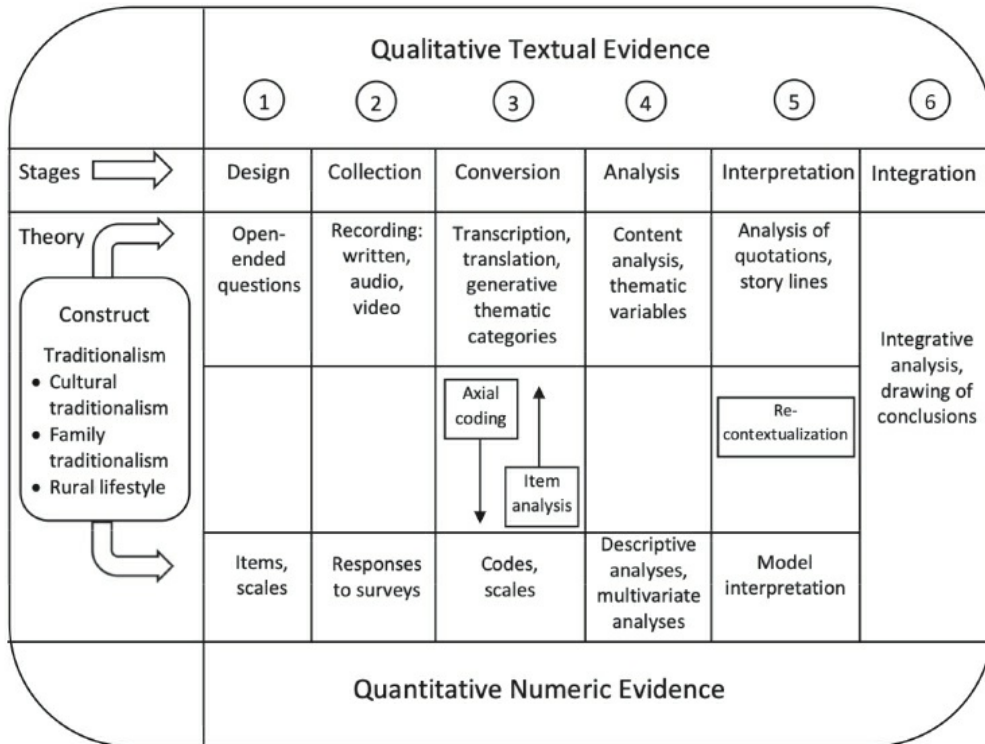 Qualitative Textual Evidence
1 2 3 4 5 6
Stages Design Collection Conversion Analysis Interpretation Integration
Theory
Construct
Traditionalism
• Cultural
traditionalism
• Family
traditionalism
• Rural lifestyle
Open-
ended
questions
Recording:
written,
audio,
video
Transcription,
translation,
generative
thematic
categories
Content
analysis,
thematic
variables
Analysis of
quotations,
story lines
Axial
coding
Item
analysis
Re-
contextualization
Integrative
analysis,
drawing of
conclusions
Items,
scales
Responses
to surveys
Codes,
scales
Descriptive
analyses,
multivariate
analyses
Model
interpretation
Quantitative Numeric Evidence